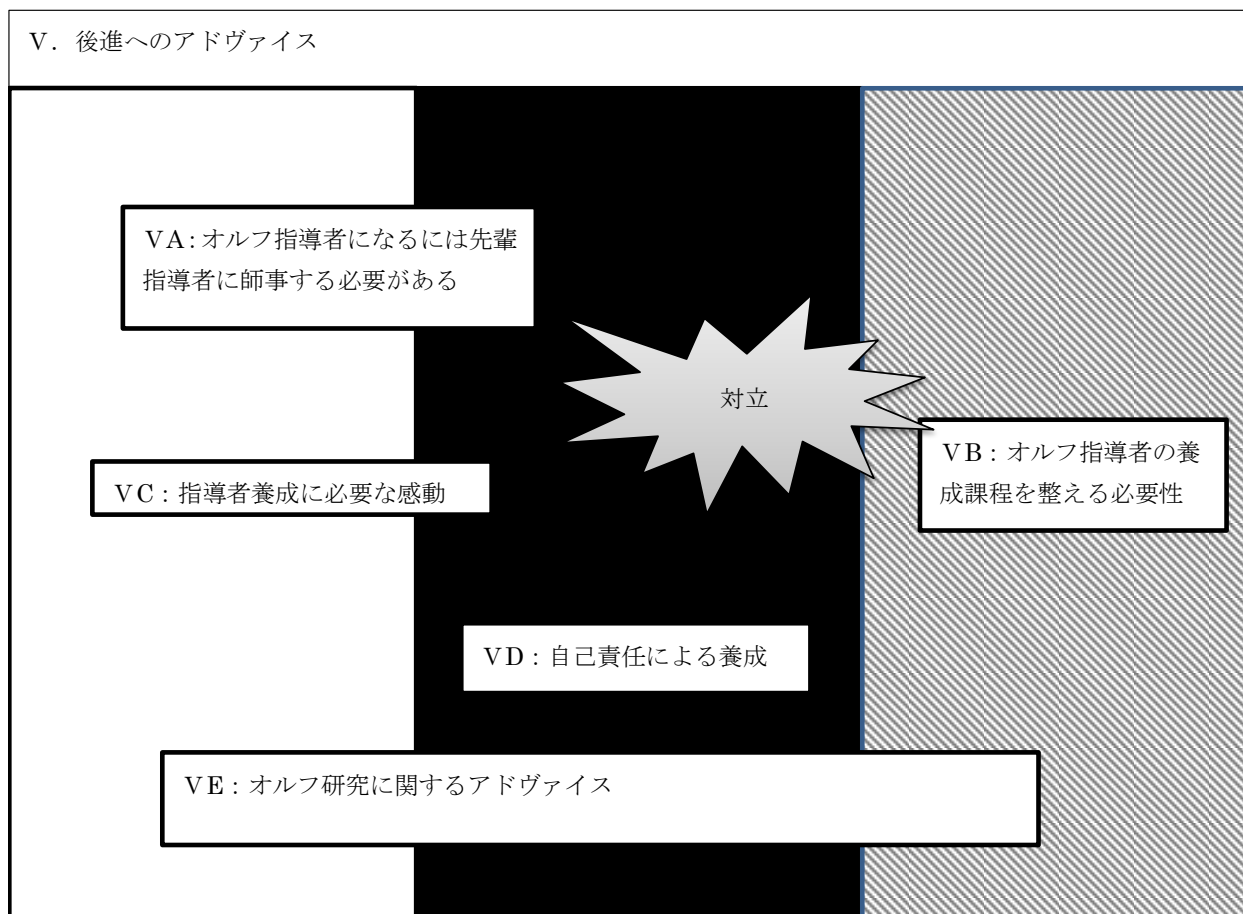 Ⅴ．後進へのアドヴァイス
ⅤA：オルフ指導者になるには先輩
指導者に師事する必要がある
対立
ⅤB：オルフ指導者の養
成課程を整える必要性
ⅤC：指導者養成に必要な感動
ⅤD：自己責任による養成
ⅤE：オルフ研究に関するアドヴァイス